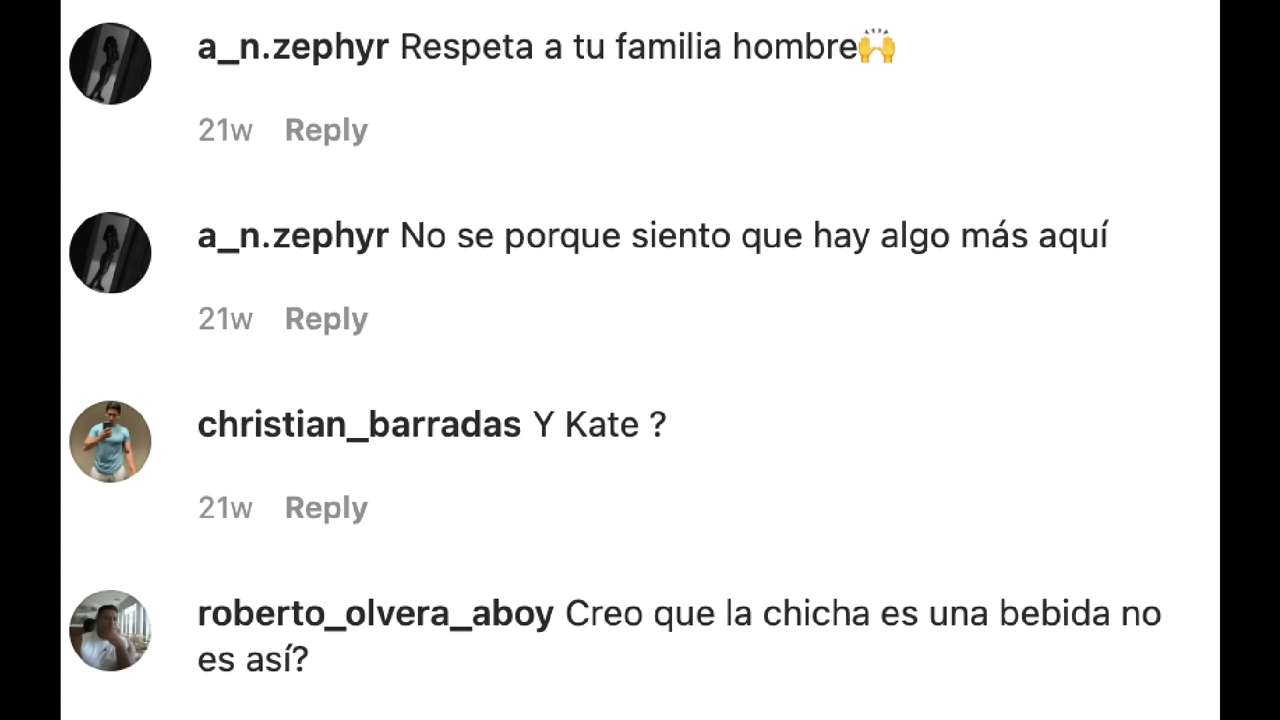 a_n.zephyr Respeta a tu familia hombre🙌
21w Reply
a_n.zephyr No se porque siento que hay algo más aquí
21w Reply
christian_barradas Y Kate ?
21w Reply
roberto_olvera_aboy Creo que la chicha es una bebida no
es así?